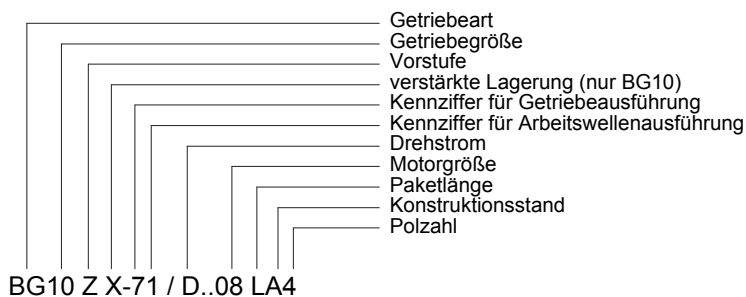 Getriebeart
Getriebegröße
Vorstufe
verstärkte Lagerung (nur BG10)
Kennziffer für Getriebeausführung
Kennziffer für Arbeitswellenausführung
Drehstrom
Motorgröße
Paketlänge
Konstruktionsstand
Polzahl
BG10 Z X-71 / D..08 LA4